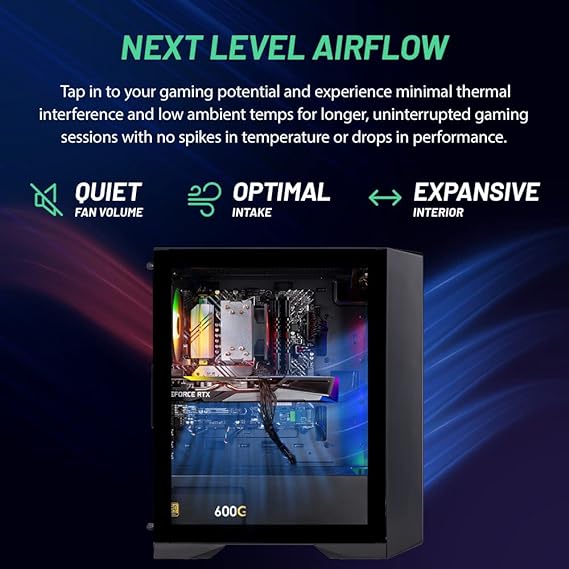 NEXT LEVEL AIRFLOW
Tap in to your gaming potential and experience minimal thermal
interference and low ambient temps for longer, uninterrupted gaming
sessions with no spikes in temperature or drops in performance.
QUIET
FAN VOLUME
OPTIMAL
INTAKE
EXPANSIVE
INTERIOR
EFORCE RTX
600G